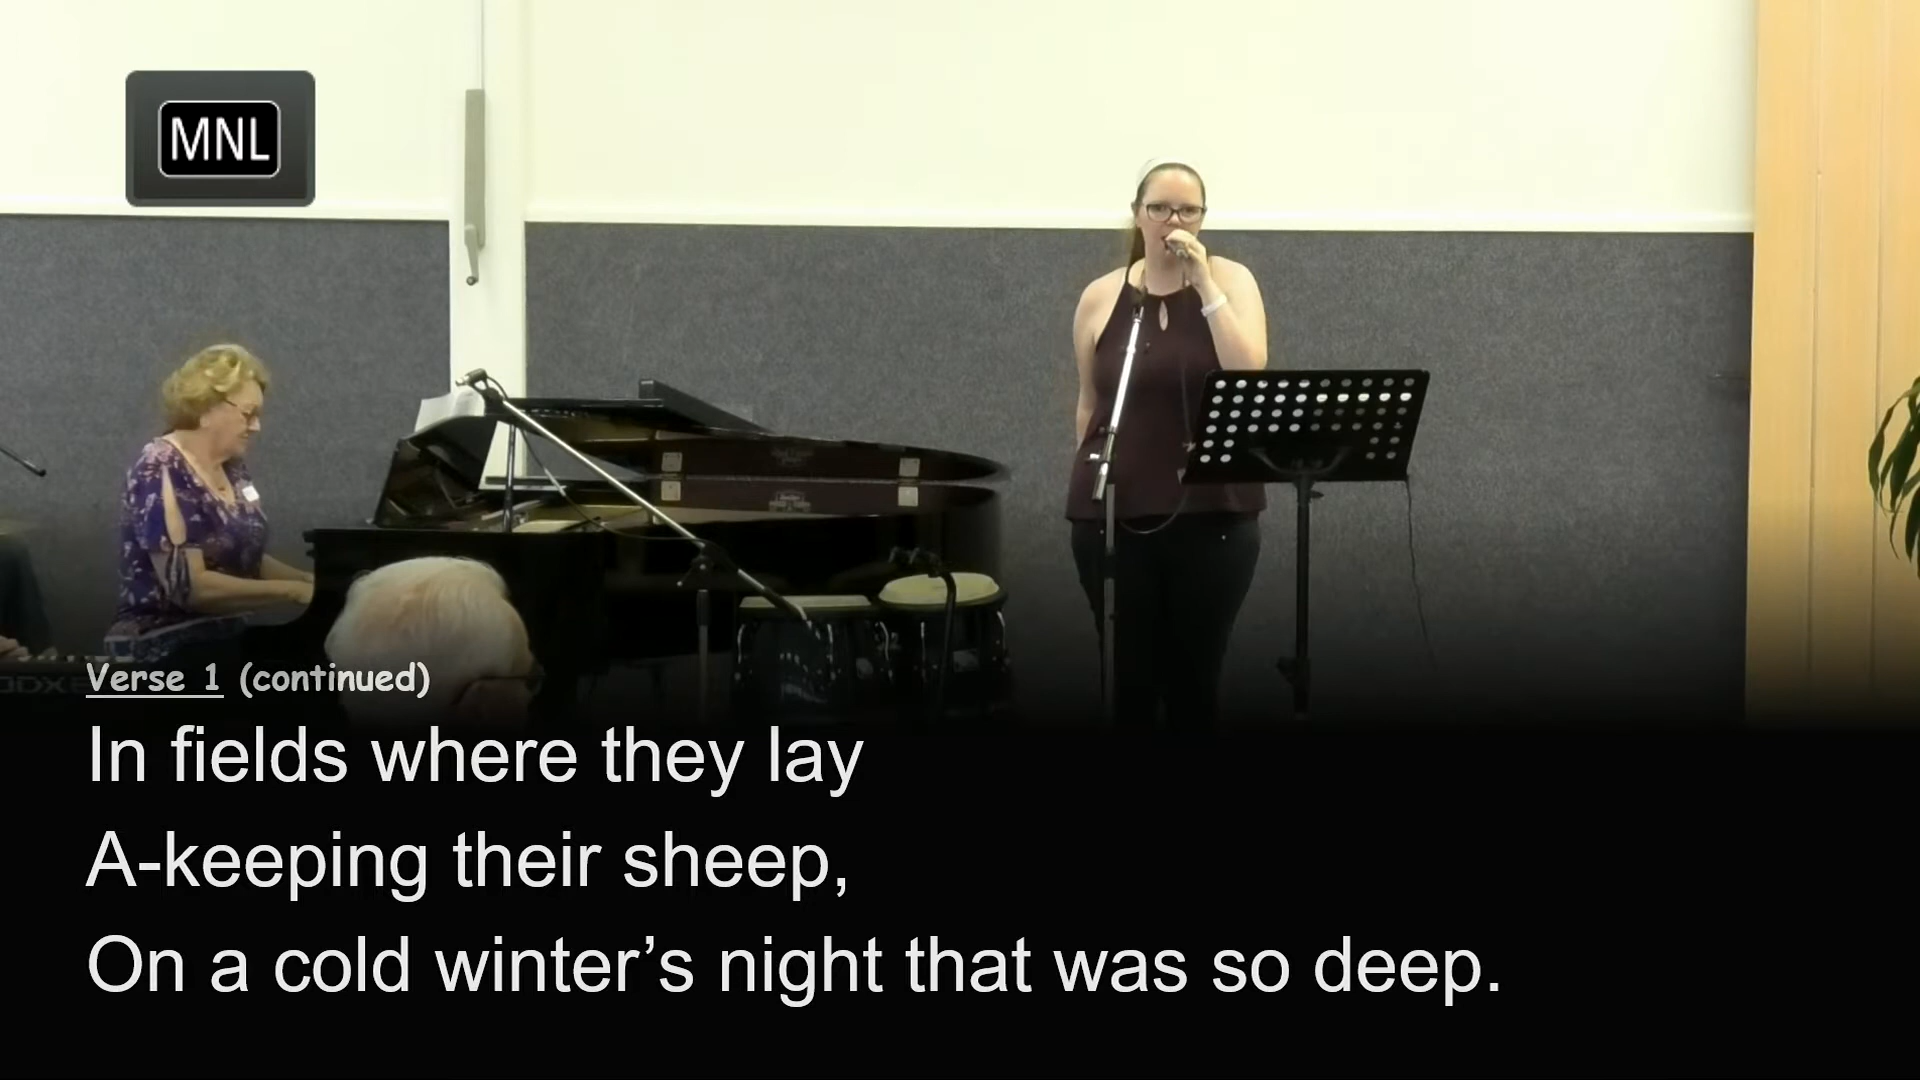 MNL
Verse 1 (continued)
In fields where they lay
A-keeping their sheep,
On a cold winter’s night that was so deep.